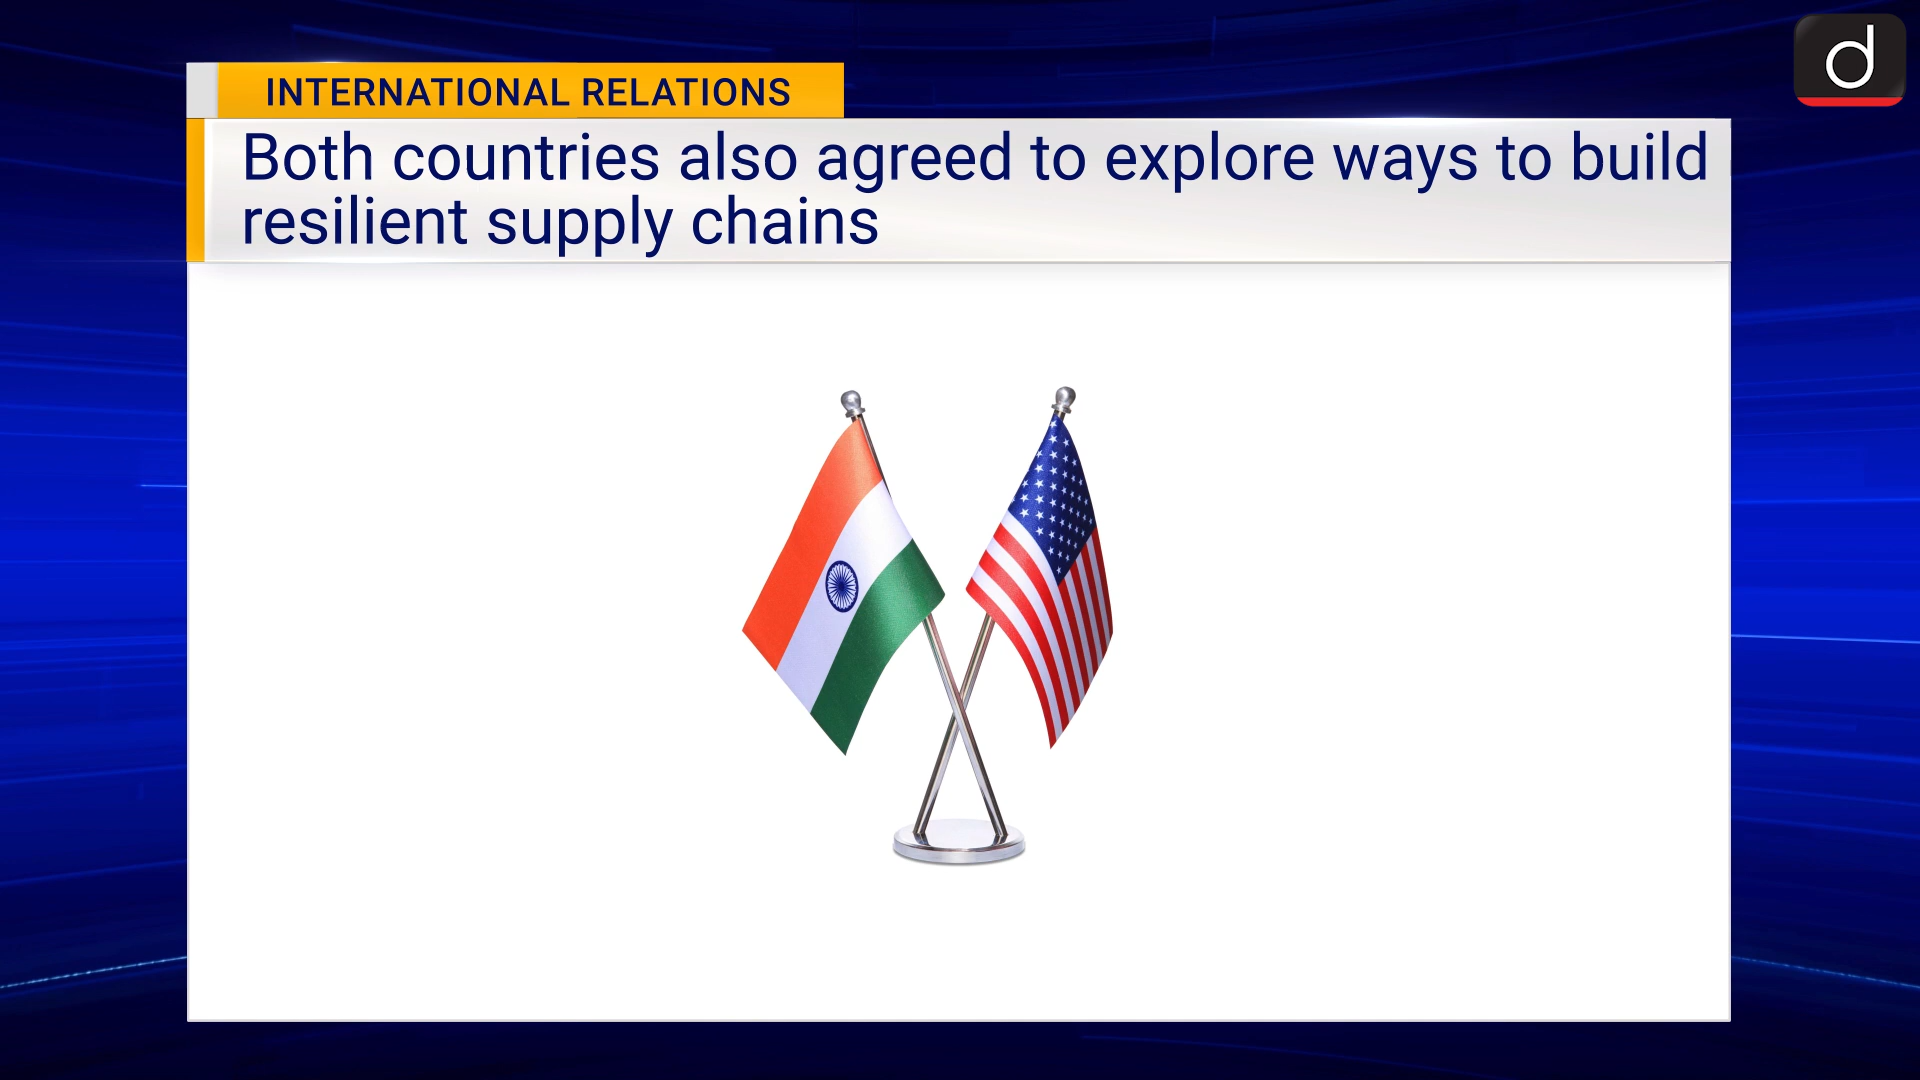 d
INTERNATIONAL RELATIONS
Both countries also agreed to explore ways to build
resilient supply chains